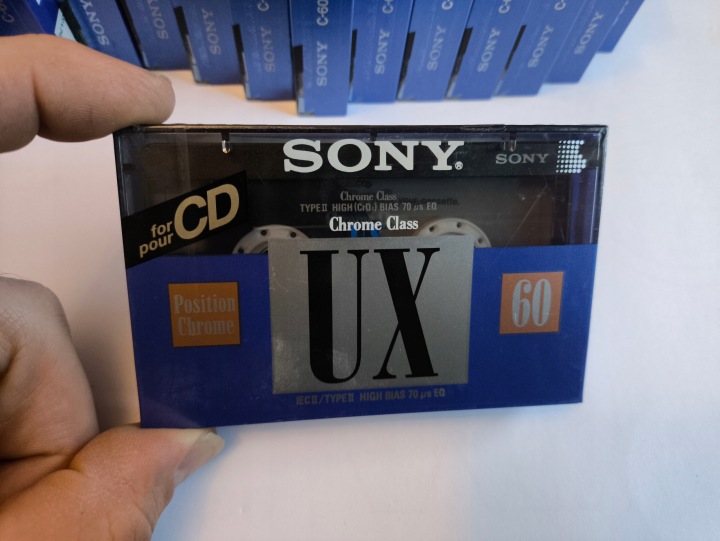 SONY
C-60
SONY
SONY
SONY
SONY
SONY
SONY
SONY
SONY
SONY®
SONY
Chrome Class
TYPE II HIGH (CrO₂) BIAS 70 µs EQ
for
pour CD
Chrome Class
UX
Position
Chrome
60
IEC II/TYPE II HIGH BIAS 70 µs EQ